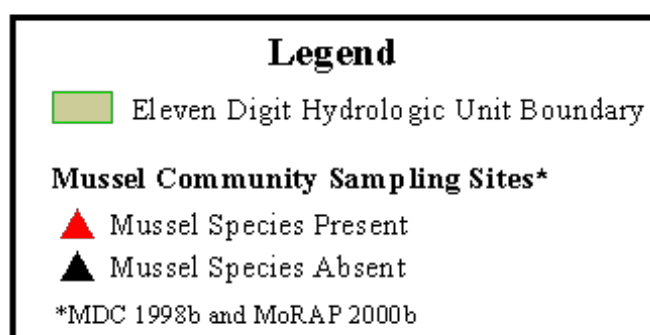 Legend
Eleven Digit Hydrologic Unit Boundary
Mussel Community Sampling Sites*
Mussel Species Present
Mussel Species Absent
*MDC 1998b and MoRAP 2000b